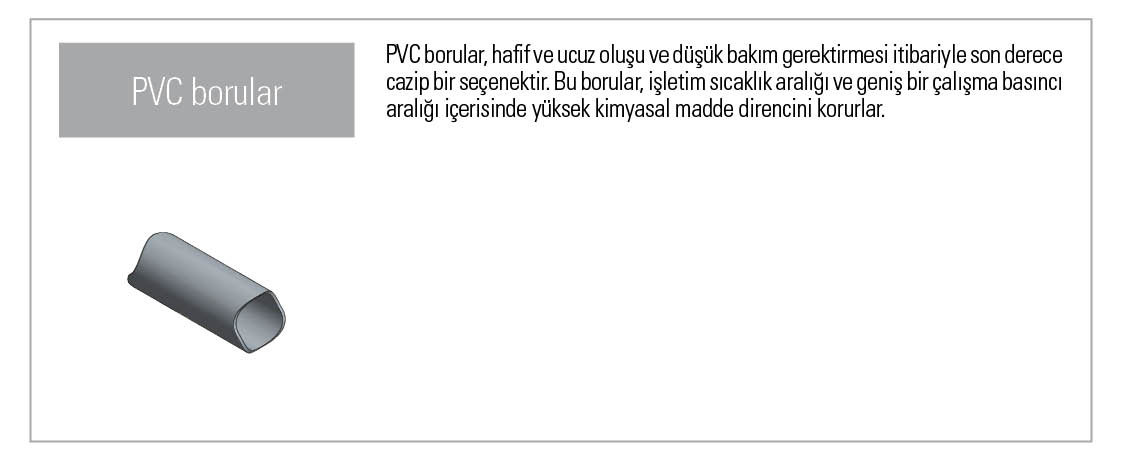 PVC borular
PVC borular, hafif ve ucuz oluşu ve düşük bakım gerektirmesi itibariyle son derece
cazip bir seçenektir. Bu borular, işletim sıcaklık aralığı ve geniş bir çalışma basıncı
aralığı içerisinde yüksek kimyasal madde direncini korurlar.